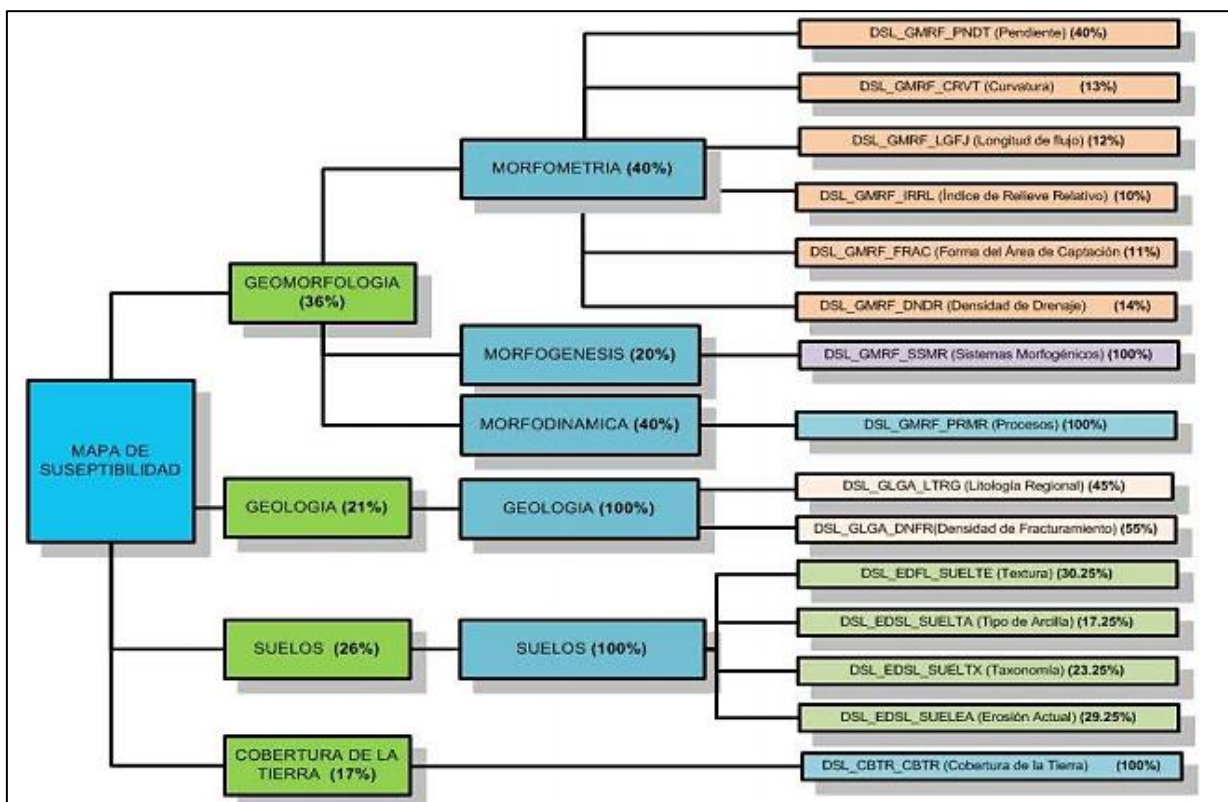 DSL_GMRF_PNDT (Pendiente) (40%)
DSL_GMRF_CRVT (Curvatura) (13%)
DSL_GMRF_LGFJ (Longitud de flujo) (12%)
MORFOMETRIA (40%)
DSL_GMRF_IRRL (Índice de Relieve Relativo) (10%)
DSL_GMRF_FRAC (Forma del Área de Captación (11%)
GEOMORFOLOGIA
(36%)
DSL_GMRF_DNDR (Densidad de Drenaje) (14%)
MORFOGENESIS (20%)
DSL_GMRF_SSMR (Sistemas Morfogénicos) (100%)
MORFODINAMICA (40%)
DSL_GMRF_PRMR (Procesos) (100%)
MAPA DE
SUSEPTIBILIDAD
GEOLOGIA (21%)
GEOLOGIA (100%)
DSL_GLGA_LTRG (Litología Regional) (45%)
DSL_GLGA_DNFR(Densidad de Fracturamiento) (55%)
DSL_EDFL_SUELTE (Textura) (30.25%)
SUELOS (26%)
SUELOS (100%)
DSL_EDSL_SUELTA (Tipo de Arcilla) (17.25%)
DSL_EDSL_SUELTX (Taxonomía) (23.25%)
DSL_EDSL_SUELEA (Erosión Actual) (29.25%)
COBERTURA DE LA
TIERRA (17%)
DSL_CBTR_CBTR (Cobertura de la Tierra) (100%)